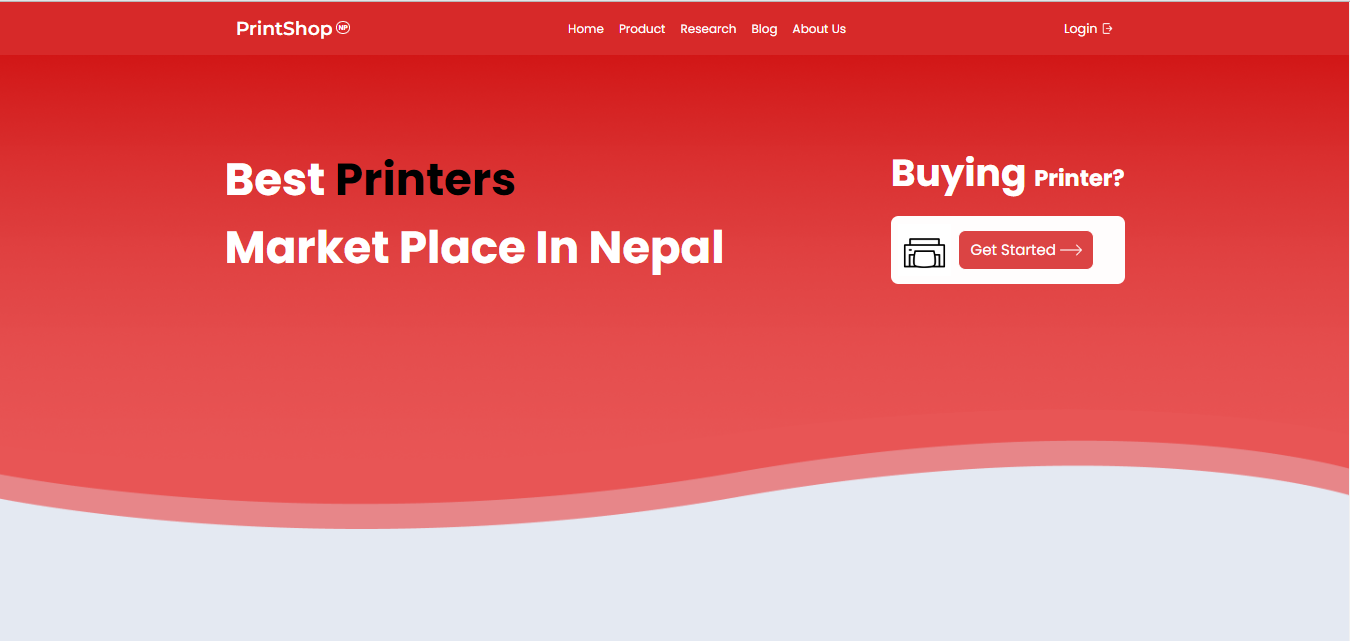 PrintShop NP
Home Product Research Blog About Us
Login
Best Printers
Market Place In Nepal
Buying Printer?
Get Started